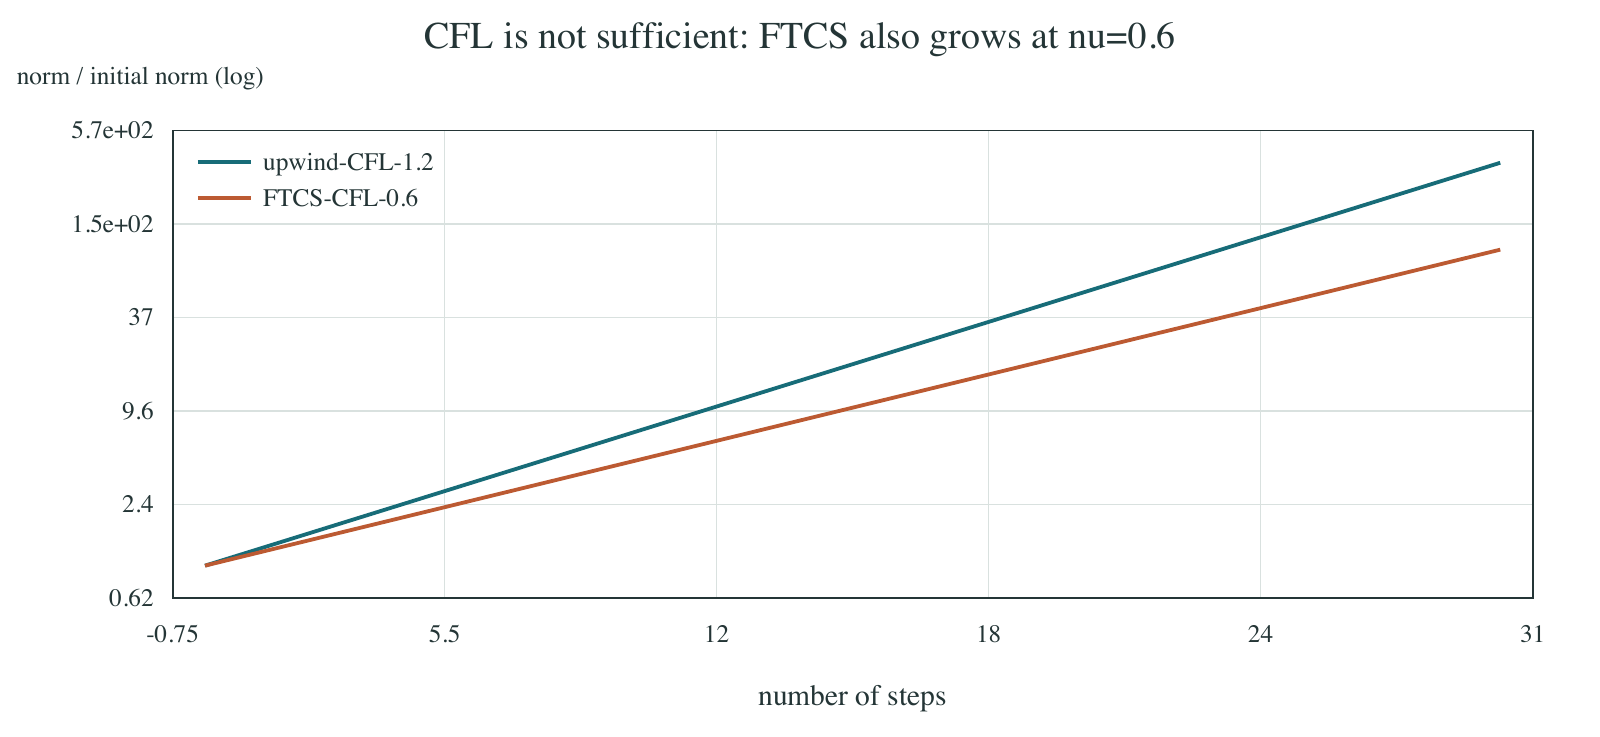 CFL is not sufficient: FTCS also grows at nu=0.6
norm / initial norm (log)
5.7e+02
upwind-CFL-1.2
FTCS-CFL-0.6
1.5e+02
37
9.6
2.4
0.62
-0.75 5.5 12 18 24 31
number of steps